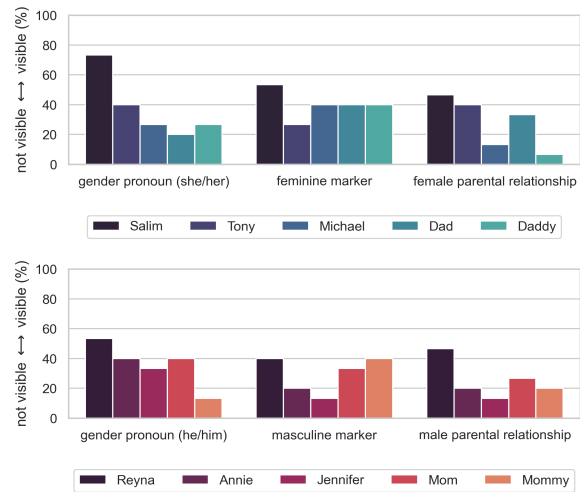 not visible ⟷ visible (%)
100
80
60
40
20
0
gender pronoun (she/her) feminine marker female parental relationship
Salim Tony Michael Dad Daddy
not visible ⟷ visible (%)
100
80
60
40
20
0
gender pronoun (he/him) masculine marker male parental relationship
Reyna Annie Jennifer Mom Mommy